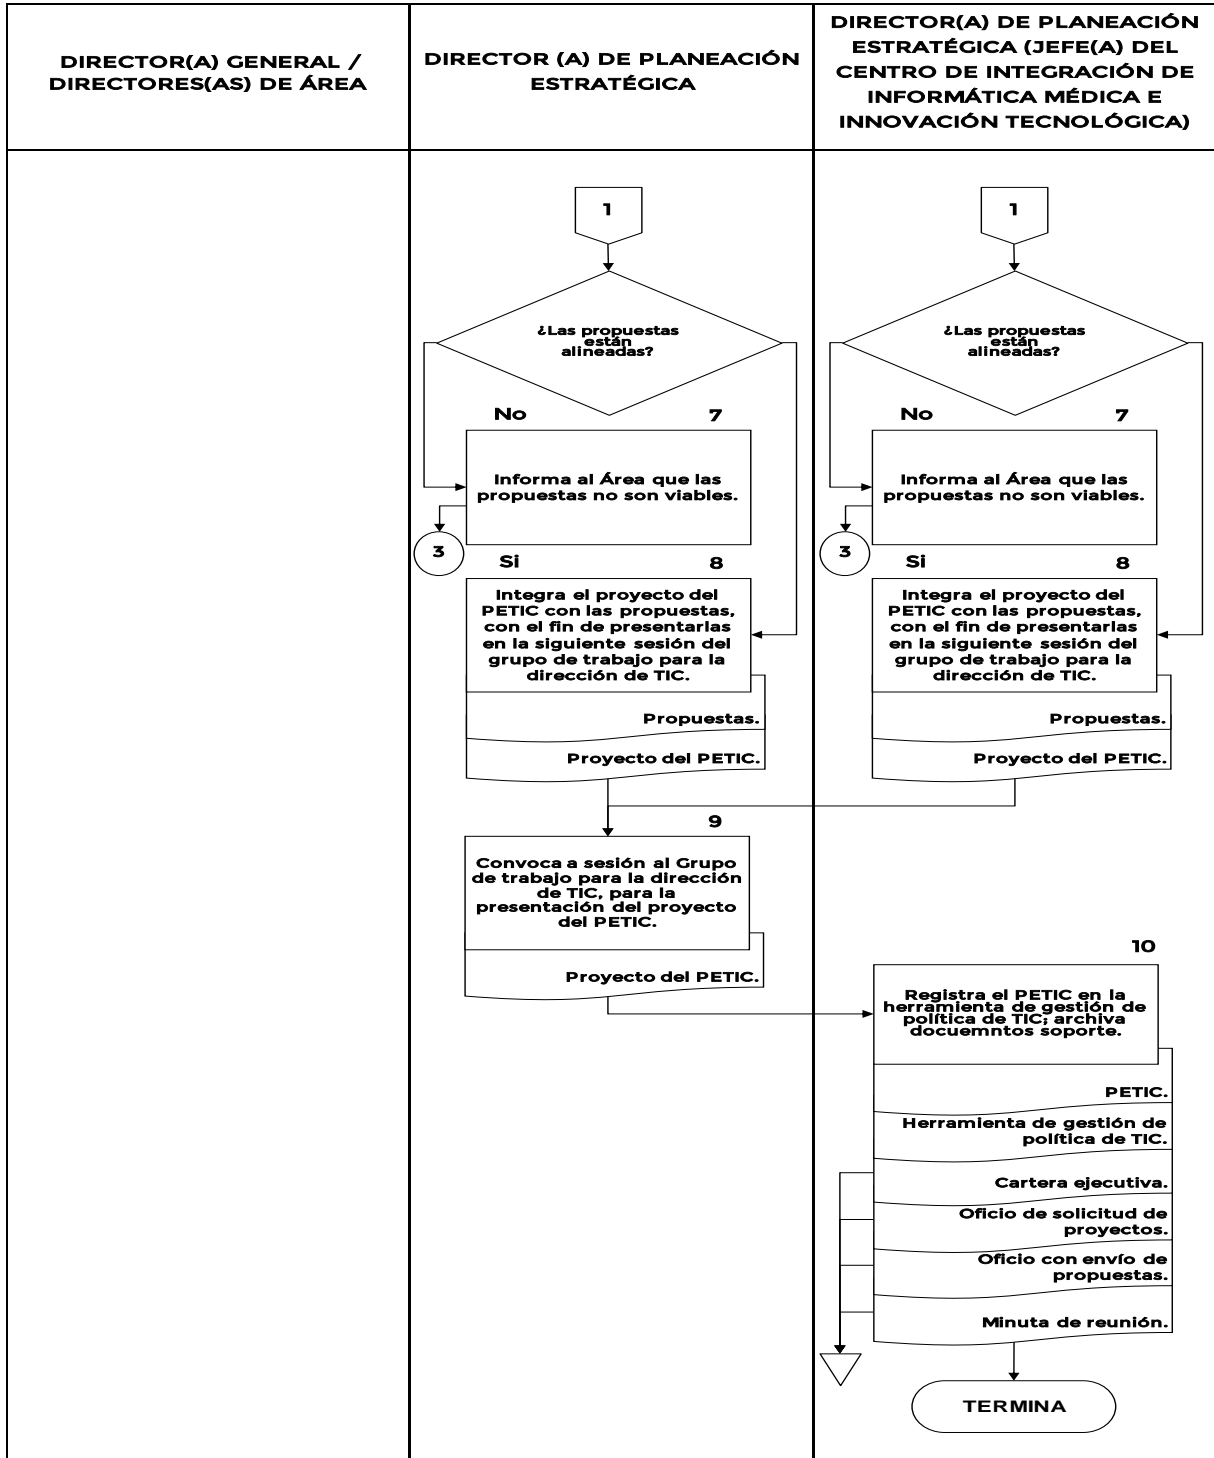 DIRECTOR(A) GENERAL /
DIRECTORES(AS) DE ÁREA
DIRECTOR (A) DE PLANEACIÓN
ESTRATÉGICA
DIRECTOR(A) DE PLANEACIÓN
ESTRATÉGICA (JEFE(A) DEL
CENTRO DE INTEGRACIÓN DE
INFORMÁTICA MÉDICA E
INNOVACIÓN TECNOLÓGICA)
1
¿Las propuestas
están
alineadas?
No
7
Informa al Área que las
propuestas no son viables.
3
Si
8
Integra el proyecto del
PETIC con las propuestas,
con el fin de presentarlas
en la siguiente sesión del
grupo de trabajo para la
dirección de TIC.
Propuestas.
Proyecto del PETIC.
9
Convoca a sesión al Grupo
de trabajo para la dirección
de TIC, para la
presentación del proyecto
del PETIC.
Proyecto del PETIC.
1
¿Las propuestas
están
alineadas?
No
7
Informa al Área que las
propuestas no son viables.
3
Si
8
Integra el proyecto del
PETIC con las propuestas,
con el fin de presentarlas
en la siguiente sesión del
grupo de trabajo para la
dirección de TIC.
Propuestas.
Proyecto del PETIC.
10
Registra el PETIC en la
herramienta de gestión de
política de TIC; archiva
docuemntos soporte.
PETIC.
Herramienta de gestión de
política de TIC.
Cartera ejecutiva.
Oficio de solicitud de
proyectos.
Oficio con envío de
propuestas.
Minuta de reunión.
TERMINA